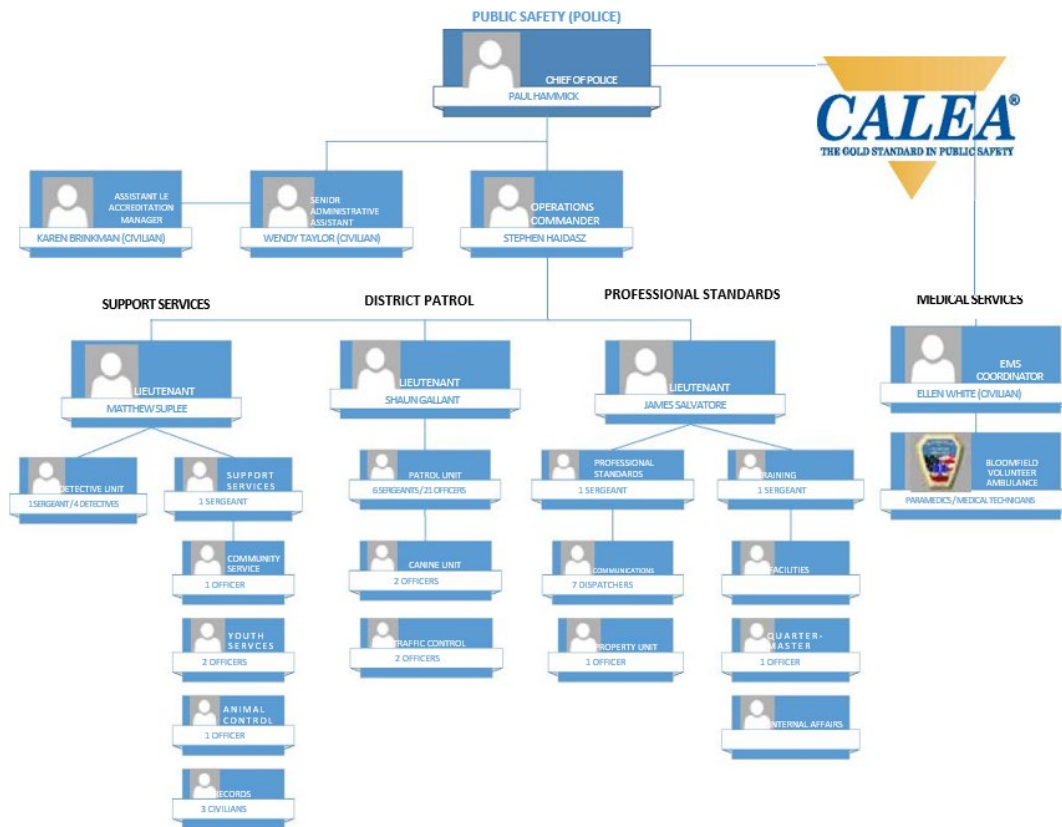 PUBLIC SAFETY (POLICE)
CHIEF OF POLICE
PAUL HAMMICK
CALEA®
THE GOLD STANDARD IN PUBLIC SAFETY
ASSISTANT LE
ACCREDITATION
MANAGER
KAREN BRINKMAN (CIVILIAN)
SENIOR
ADMINISTRATIVE
ASSISTANT
WENDY TAYLOR (CIVILIAN)
OPERATIONS
COMMANDER
STEPHEN HAJDASZ
SUPPORT SERVICES
DISTRICT PATROL
PROFESSIONAL STANDARDS
MEDICAL SERVICES
LIEUTENANT
MATTHEW SUPLEE
LIEUTENANT
SHAUN GALLANT
LIEUTENANT
JAMES SALVATORE
EMS
COORDINATOR
ELLEN WHITE (CIVILIAN)
DETECTIVE UNIT
1 SERGEANT / 4 DETECTIVES
SUPPORT
SERVICES
1 SERGEANT
PATROL UNIT
6 SERGEANTS / 21 OFFICERS
PROFESSIONAL
STANDARDS
1 SERGEANT
RAINING
1 SERGEANT
BLOOMFIELD
VOLUNTEER
AMBULANCE
PARAMEDICS / MEDICAL TECHNICIANS
COMMUNITY
SERVICE
1 OFFICER
CANINE UNIT
2 OFFICERS
COMMUNICATIONS
7 DISPATCHERS
FACILITIES
YOUTH
SERVCES
2 OFFICERS
TRAFFIC CONTROL
2 OFFICERS
PROPERTY UNIT
1 OFFICER
QUARTER-
MASTER
1 OFFICER
ANIMAL
CONTROL
1 OFFICER
INTERNAL AFFAIRS
RECORDS
3 CIVILIANS